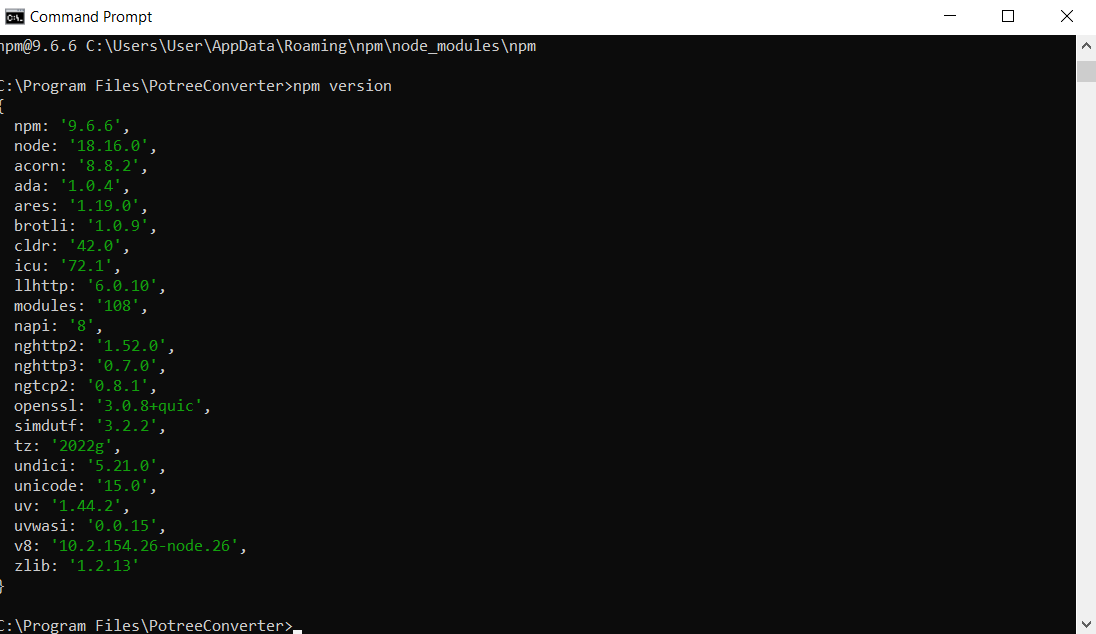 Command Prompt
npm@9.6.6 C:\Users\User\AppData\Roaming\npm\node_modules\npm
C:\Program Files\PotreeConverter>npm version
{
npm: '9.6.6',
node: '18.16.0',
acorn: '8.8.2',
ada: '1.0.4',
ares: '1.19.0',
brotli: '1.0.9',
cldr: '42.0',
icu: '72.1',
llhttp: '6.0.10',
modules: '108',
napi: '8',
nghttp2: '1.52.0',
nghttp3: '0.7.0',
ngtcp2: '0.8.1',
openssl: '3.0.8+quic',
simdutf: '3.2.2',
tz: '2022g',
undici: '5.21.0',
unicode: '15.0',
uv: '1.44.2',
uvwasi: '0.0.15',
v8: '10.2.154.26-node.26',
zlib: '1.2.13'
}
C:\Program Files\PotreeConverter>